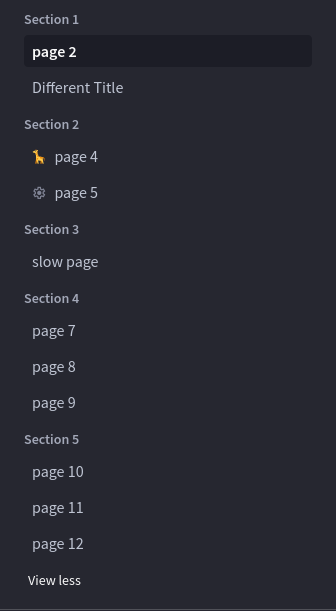 Section 1
page 2
Different Title
Section 2
page 4
page 5
Section 3
slow page
Section 4
page 7
page 8
page 9
Section 5
page 10
page 11
page 12
View less